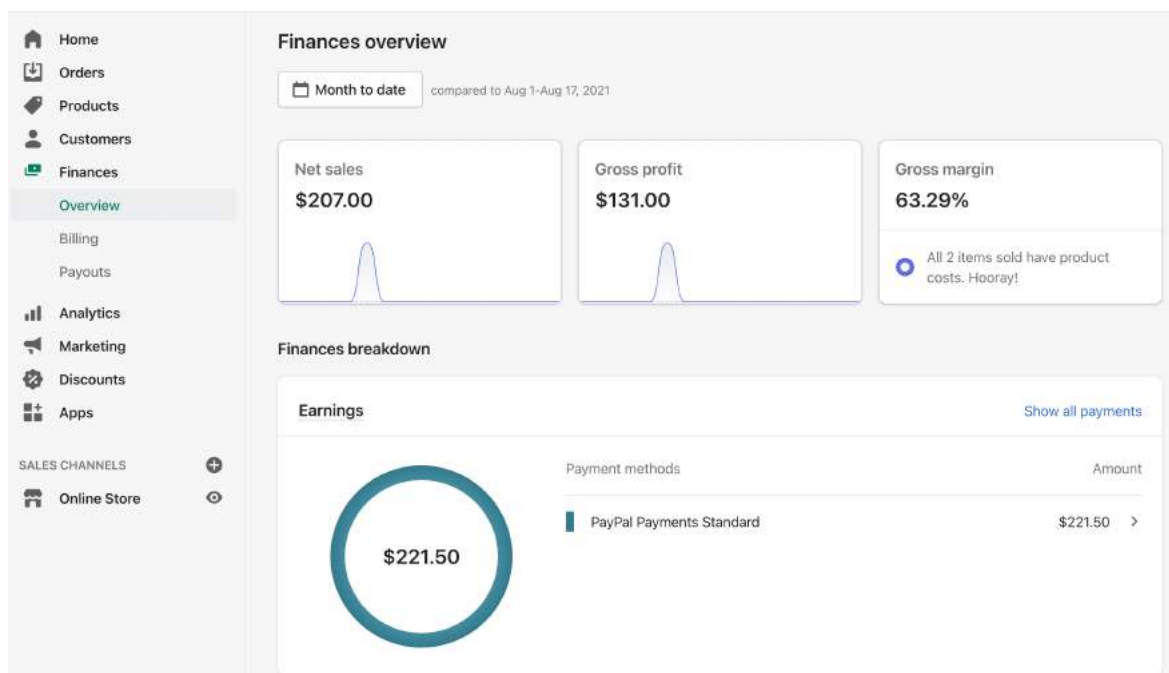 Home
Orders
Products
Customers
Finances
Overview
Billing
Payouts
Analytics
Marketing
Discounts
Apps
SALES CHANNELS
Online Store
Finances overview
Month to date compared to Aug 1-Aug 17, 2021
Net sales
$207.00
Gross profit
$131.00
Gross margin
63.29%
All 2 items sold have product
costs. Hooray!
Finances breakdown
Earnings Show all payments
$221.50
Payment methods Amount
PayPal Payments Standard $221.50